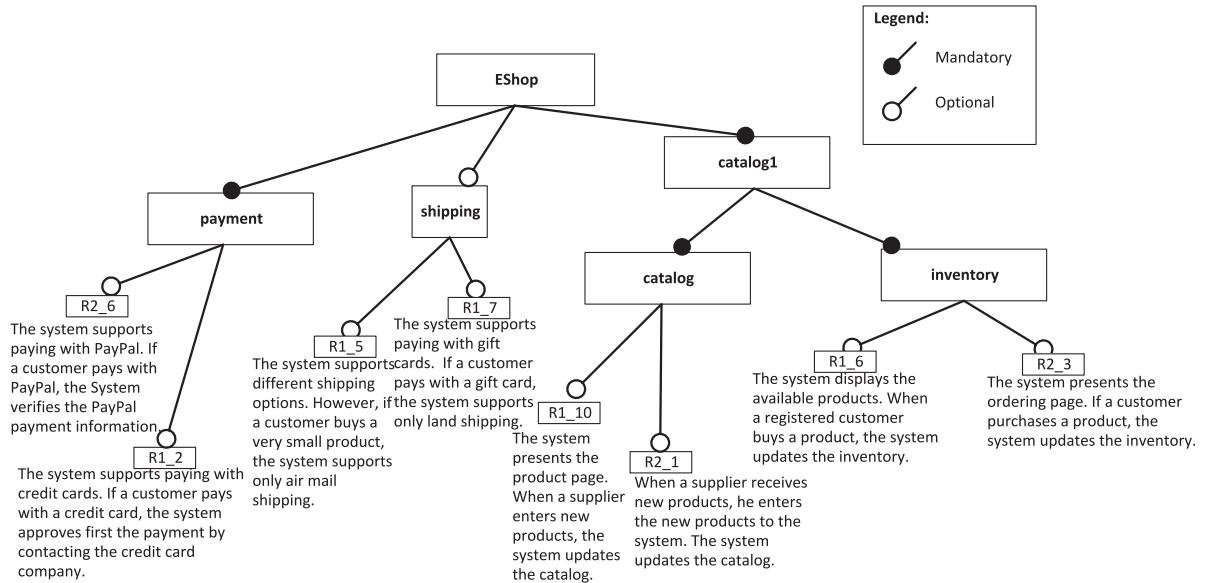 Legend:
Mandatory
Optional
EShop
catalog1
payment
shipping
catalog
inventory
R2_6
The system supports
paying with PayPal. If
a customer pays with
PayPal, the System
verifies the PayPal
payment information.
R1_2
The system supports paying with
credit cards. If a customer pays
with a credit card, the system
approves first the payment by
contacting the credit card
company.
R1_5
The system supports
different shipping
options. However, if
a customer buys a
very small product,
the system supports
only air mail
shipping.
R1_7
The system supports
paying with gift
cards.  If a customer
pays with a gift card,
the system supports
only land shipping.
R1_10
The system
presents the
product page.
When a supplier
enters new
products, the
system updates
the catalog.
R2_1
When a supplier receives
new products, he enters
the new products to the
system. The system
updates the catalog.
R1_6
The system displays the
available products. When
a registered customer
buys a product, the system
updates the inventory.
R2_3
The system presents the
ordering page. If a customer
purchases a product, the
system updates the inventory.